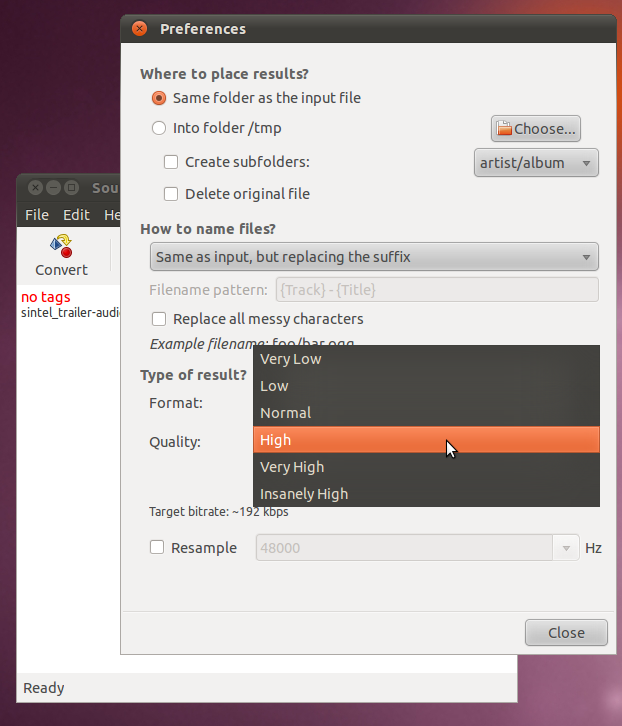 Preferences
Where to place results?
Same folder as the input file
Into folder /tmp
Choose...
Create subfolders:
artist/album
Delete original file
How to name files?
Same as input, but replacing the suffix
Filename pattern:
{Track} - {Title}
Replace all messy characters
Example filename: foo/bar.ogg
Type of result?
Format:
Quality:
Very Low
Low
Normal
High
Very High
Insanely High
Target bitrate: ~192 kbps
Resample
48000
Hz
Close
Sou
File Edit He
Convert
no tags
sintel_trailer-audi
Ready